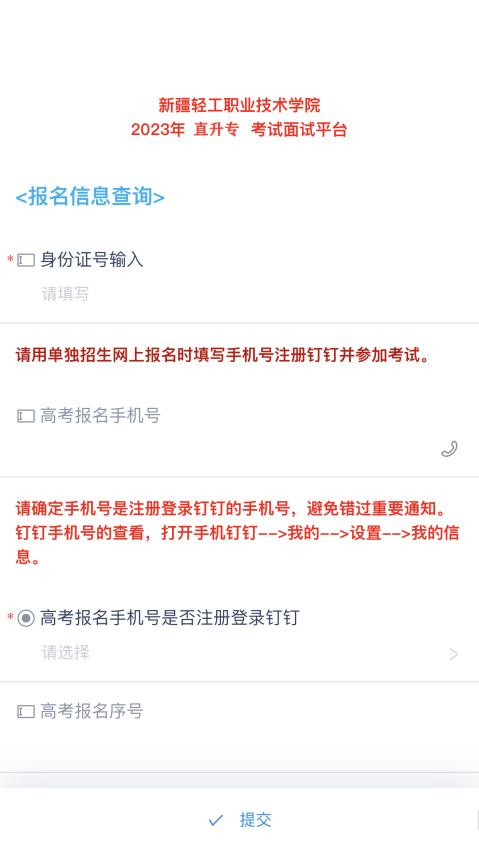 新疆轻工职业技术学院
2023年 直升专 考试面试平台
<报名信息查询>
* 身份证号输入
请填写
请用单独招生网上报名时填写手机号注册钉钉并参加考试。
高考报名手机号
请确定手机号是注册登录钉钉的手机号，避免错过重要通知。
钉钉手机号的查看，打开手机钉钉-->我的-->设置-->我的信
息。
* 高考报名手机号是否注册登录钉钉
请选择
高考报名序号
提交